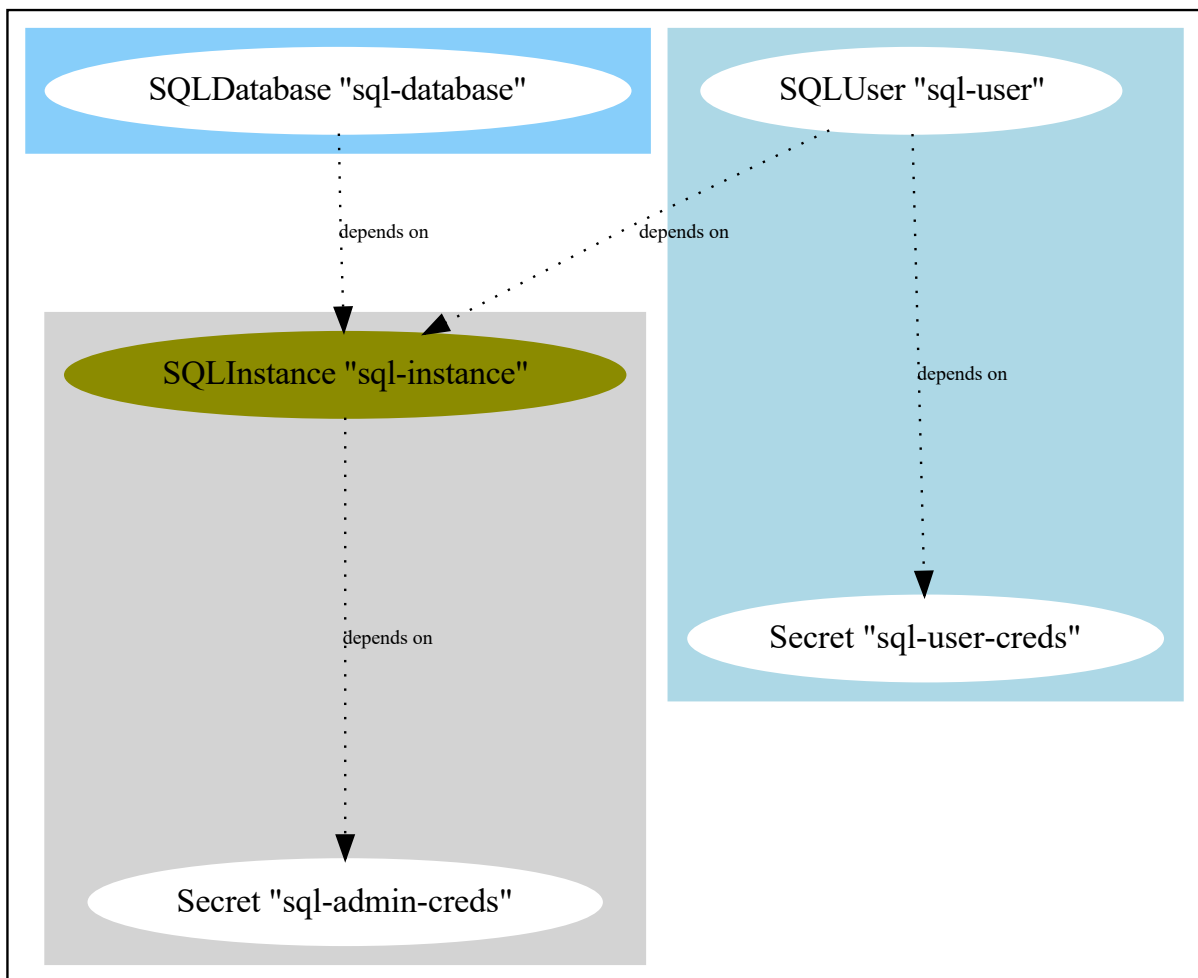 SQLDatabase "sql-database"
SQLUser "sql-user"
depends on
depends on
SQLInstance "sql-instance"
depends on
depends on
Secret "sql-user-creds"
Secret "sql-admin-creds"